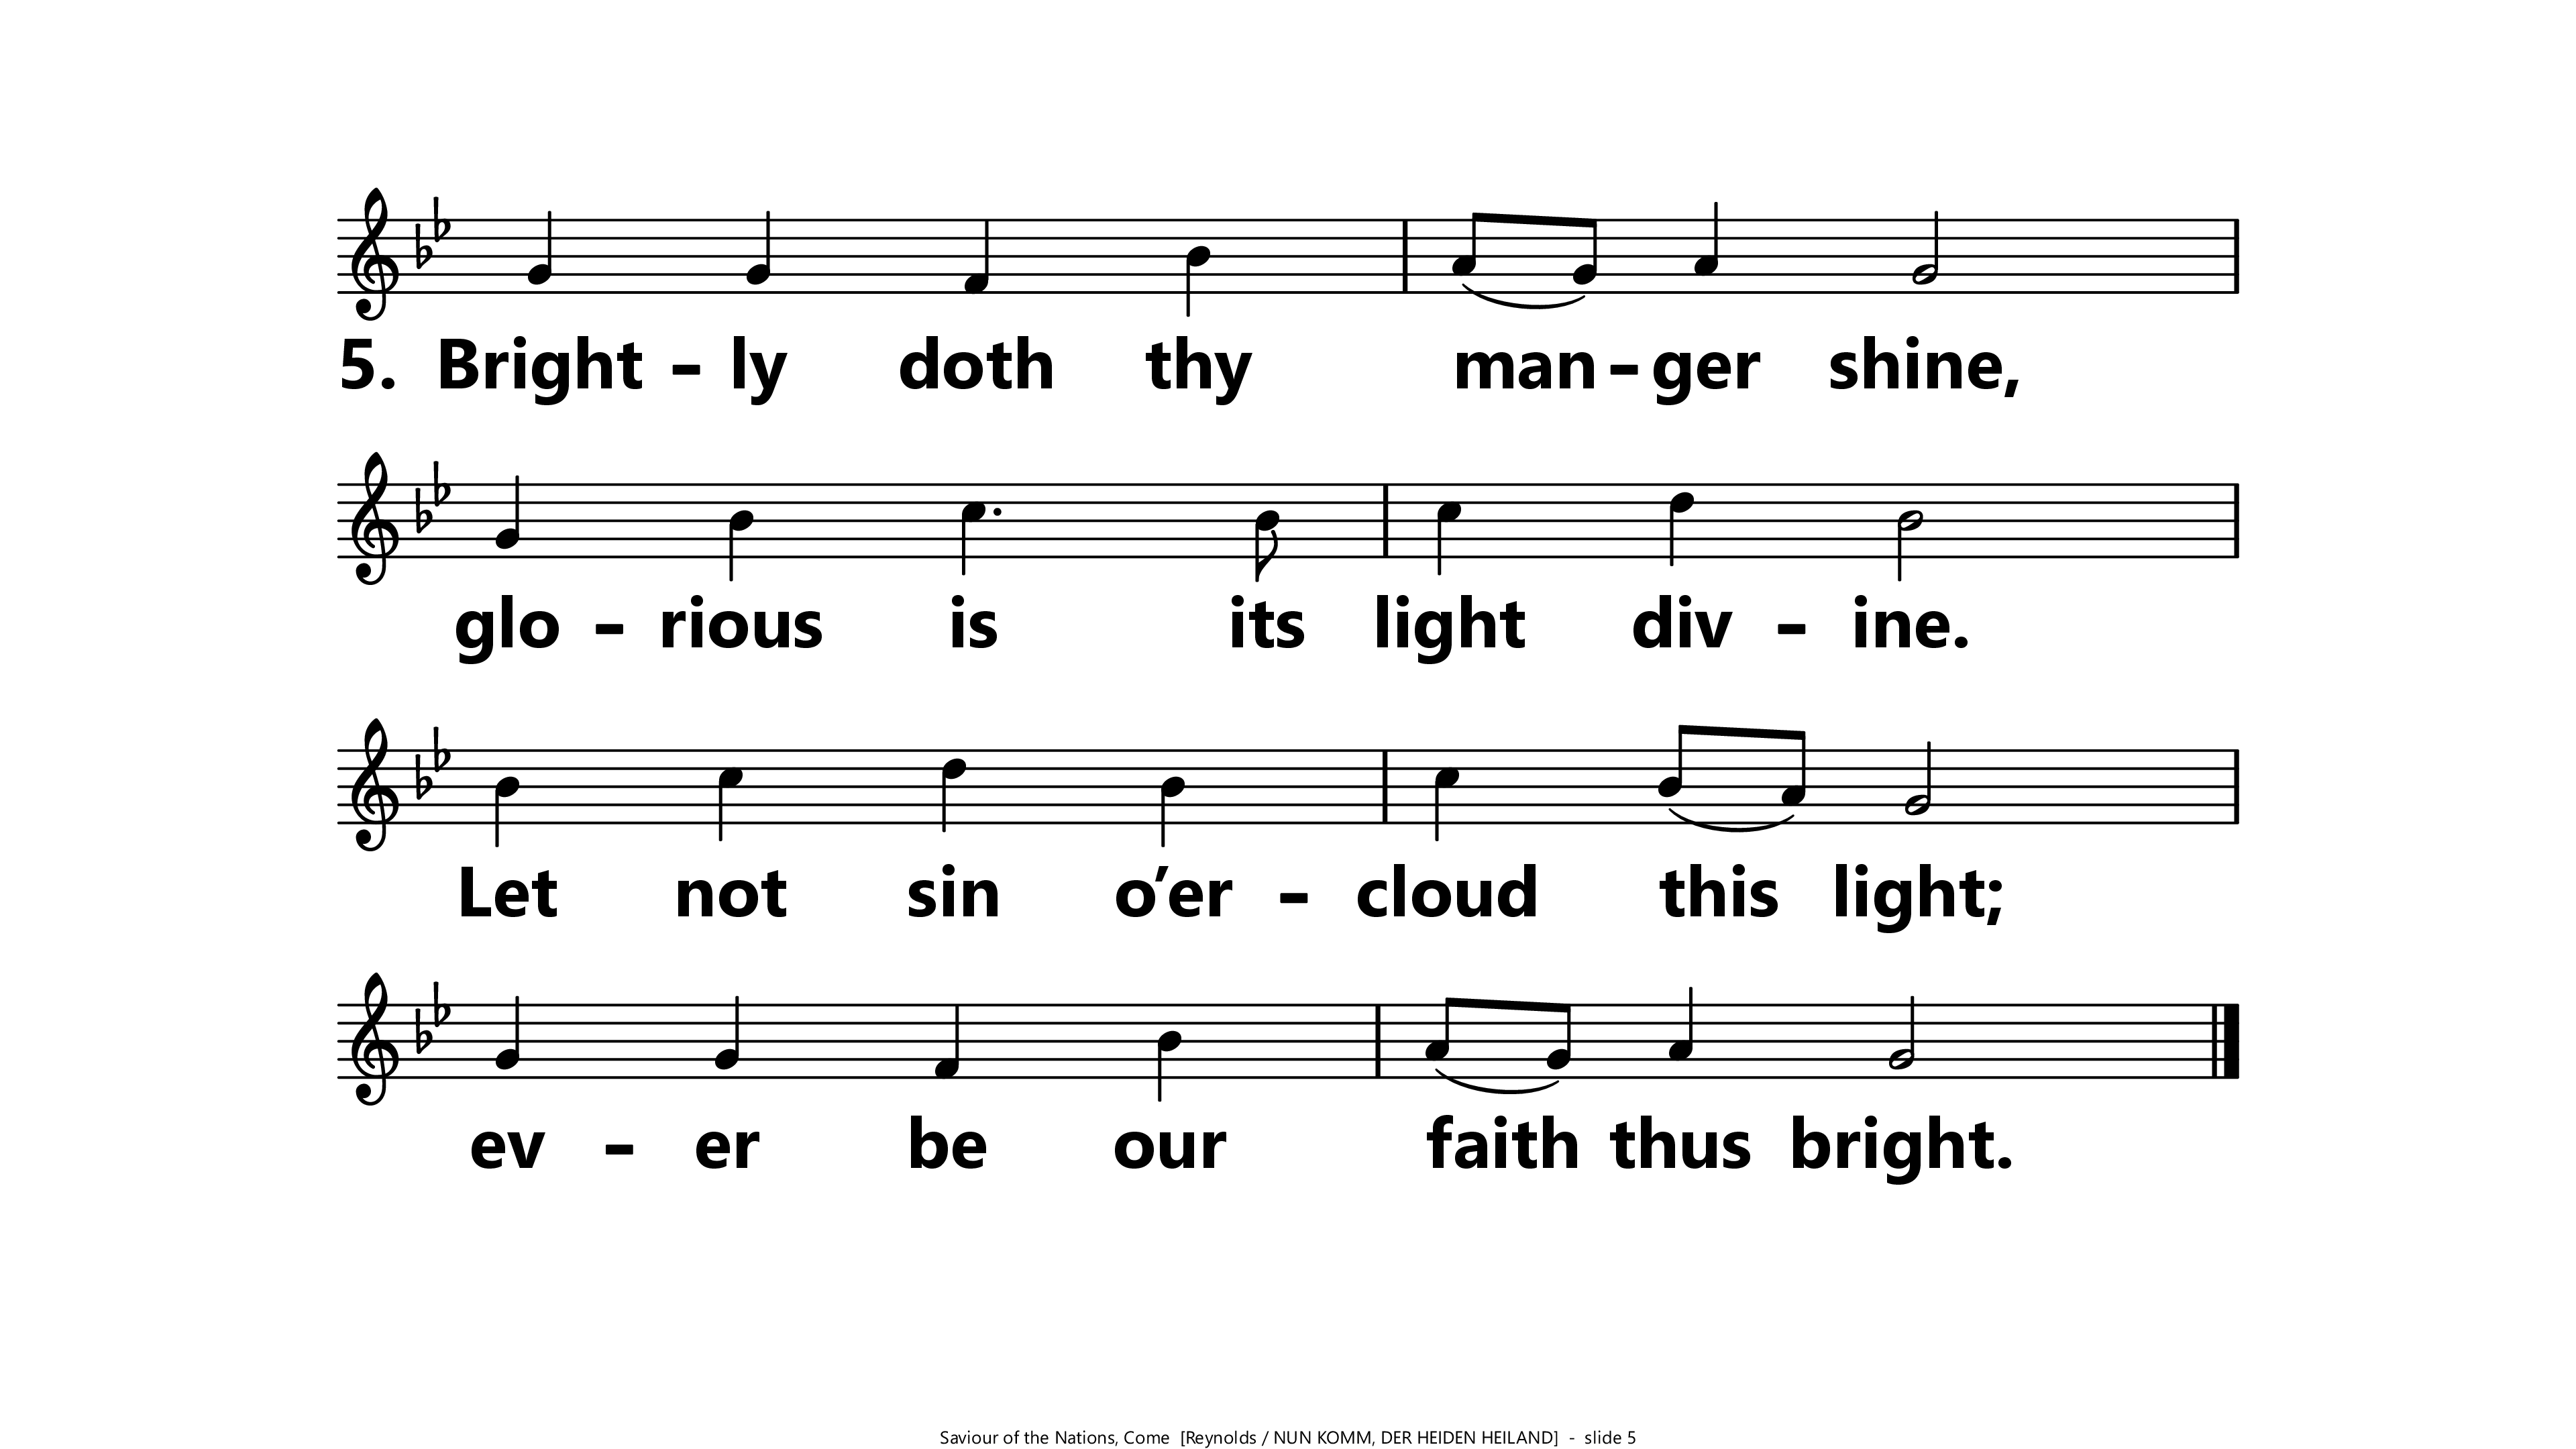 5. Bright – ly doth thy man – ger shine,
glo – rious is its light div – ine.
Let not sin o’er – cloud this light;
ev – er be our faith thus bright.
Saviour of the Nations, Come [Reynolds / NUN KOMM, DER HEIDEN HEILAND] - slide 5